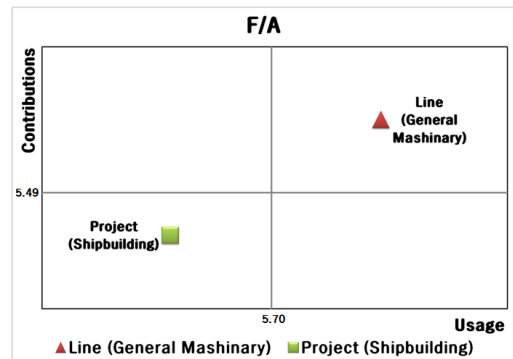 F/A
Contributions
Line
(General
Mashinary)
5.49
Project
(Shipbuilding)
5.70
Usage
Line (General Mashinary) Project (Shipbuilding)